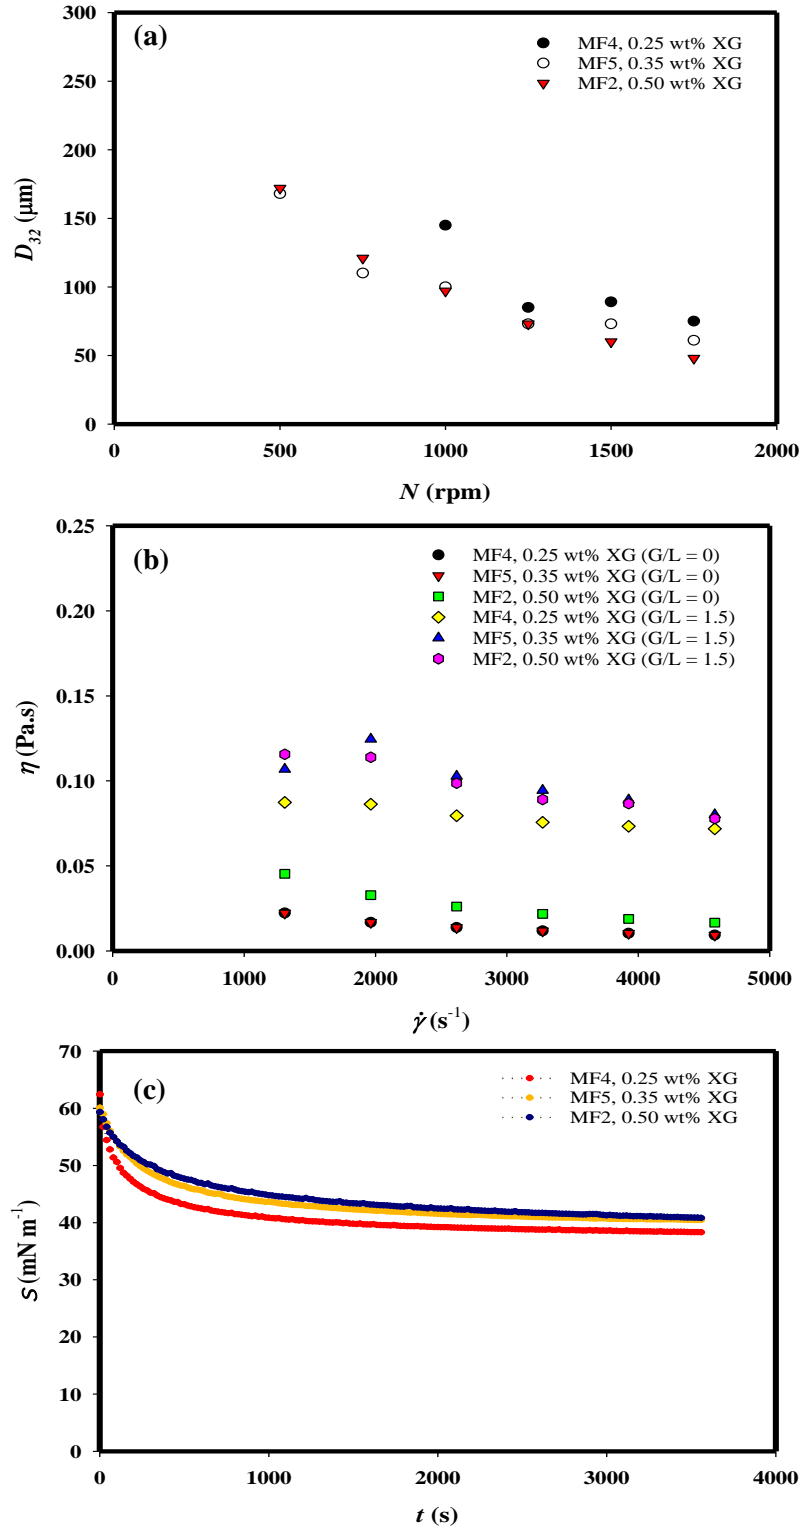 300
(a)
MF4, 0.25 wt% XG
MF5, 0.35 wt% XG
MF2, 0.50 wt% XG
250
200
150
100
50
0
D32 (μm)
0 500 1000 1500 2000
N (rpm)
0.25
(b)
MF4, 0.25 wt% XG (G/L = 0)
MF5, 0.35 wt% XG (G/L = 0)
MF2, 0.50 wt% XG (G/L = 0)
MF4, 0.25 wt% XG (G/L = 1.5)
MF5, 0.35 wt% XG (G/L = 1.5)
MF2, 0.50 wt% XG (G/L = 1.5)
0.20
0.15
0.10
0.05
0.00
η (Pa.s)
0 1000 2000 3000 4000 5000
γ̇ (s-1)
70
(c)
MF4, 0.25 wt% XG
MF5, 0.35 wt% XG
MF2, 0.50 wt% XG
60
50
40
30
20
10
0
S (mN m-1)
0 1000 2000 3000 4000
t (s)